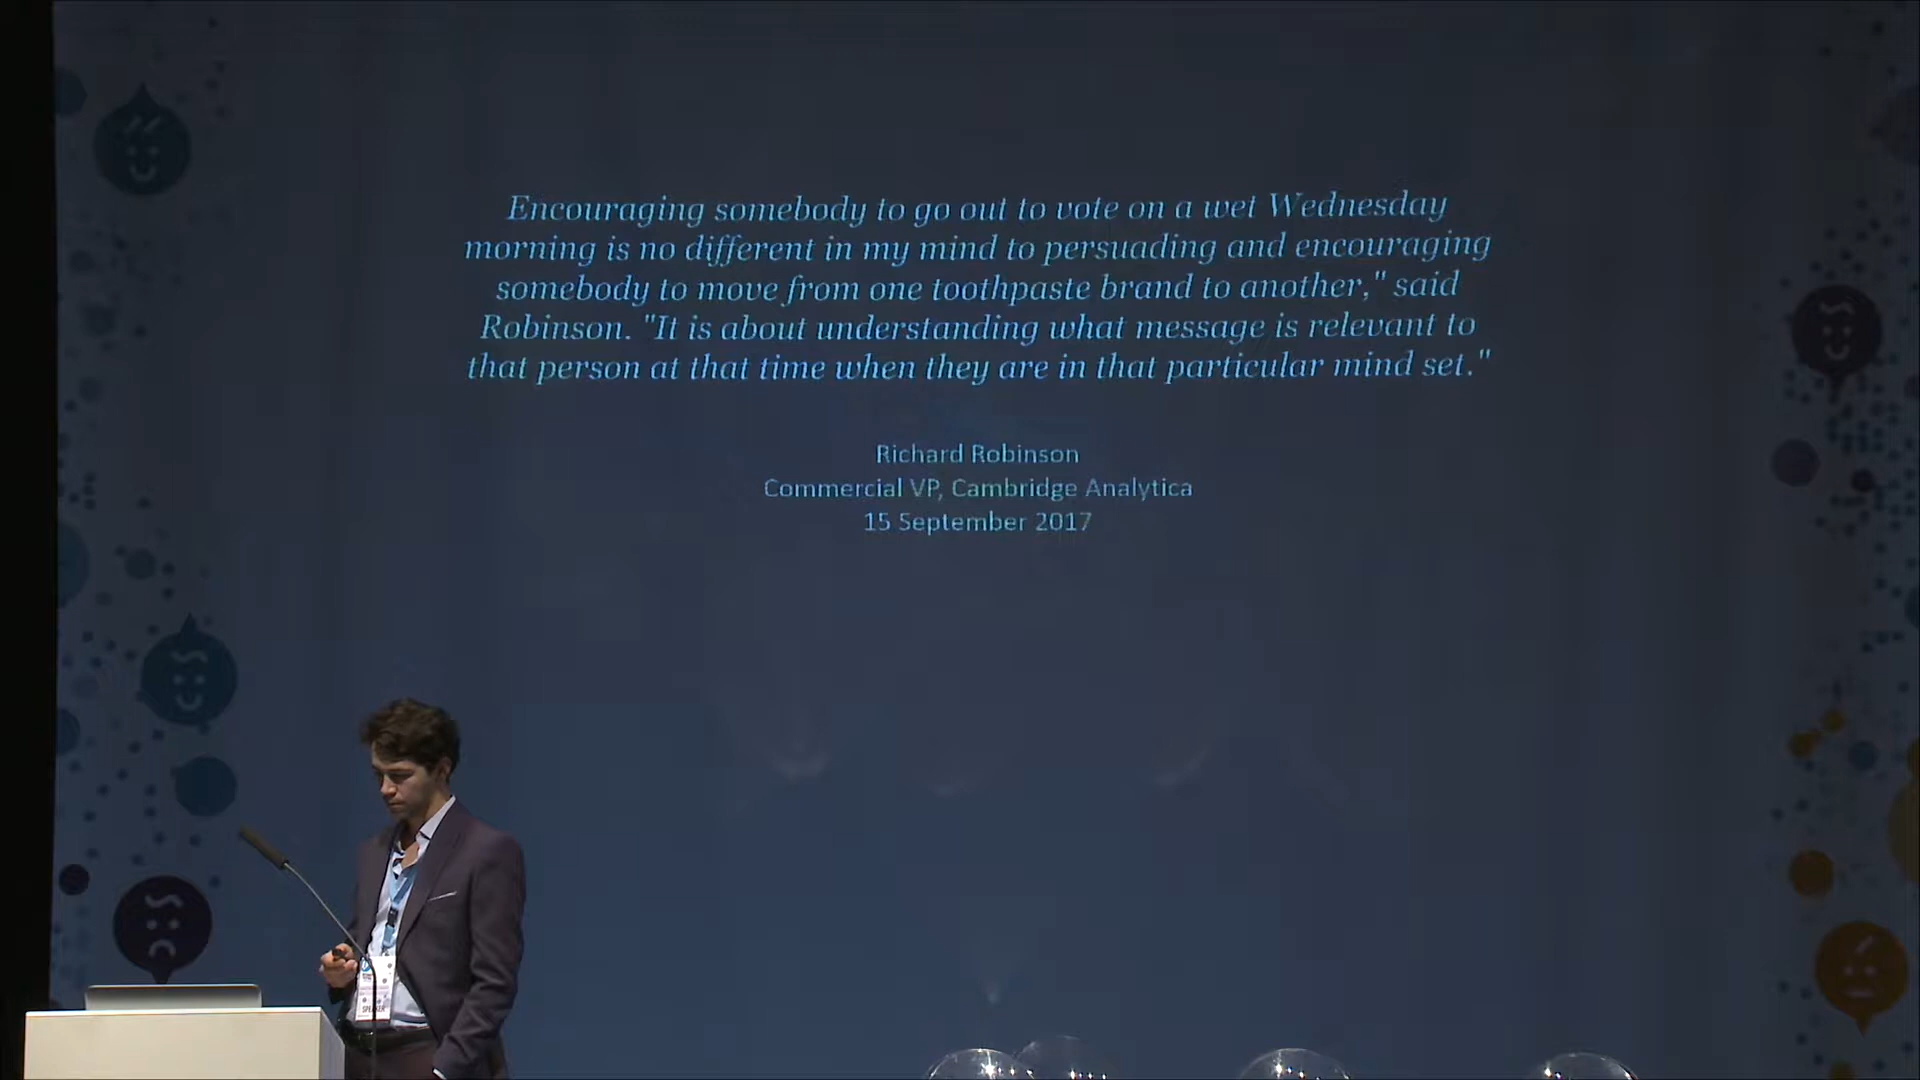 Encouraging somebody to go out to vote on a wet Wednesday
morning is no different in my mind to persuading and encouraging
somebody to move from one toothpaste brand to another," said
Robinson. "It is about understanding what message is relevant to
that person at that time when they are in that particular mind set."
Richard Robinson
Commercial VP, Cambridge Analytica
15 September 2017
SPEAKER